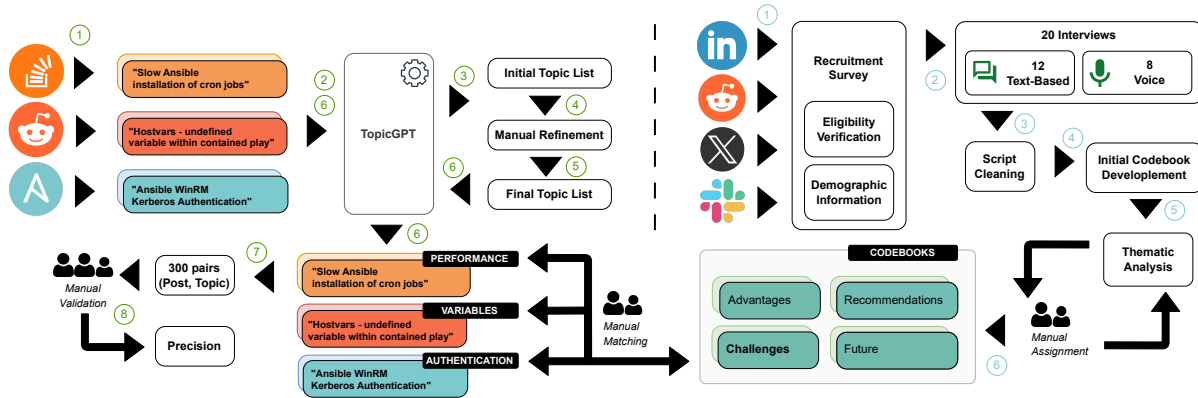 1
"Slow Ansible
installation of cron jobs"
"Hostvars - undefined
variable within contained play"
"Ansible WinRM
Kerberos Authentication"
2
6
TopicGPT
3
Initial Topic List
4
Manual Refinement
5
6
Final Topic List
6
PERFORMANCE
"Slow Ansible
installation of cron jobs"
VARIABLES
"Hostvars - undefined
variable within contained play"
AUTHENTICATION
"Ansible WinRM
Kerberos Authentication"
7
300 pairs
(Post, Topic)
Manual
Validation
8
Precision
Manual
Matching
1
in
Recruitment
Survey
Eligibility
Verification
Demographic
Information
2
20 Interviews
12
Text-Based
8
Voice
3
Script
Cleaning
4
Initial Codebook
Developlement
5
Thematic
Analysis
Manual
Assignment
6
CODEBOOKS
Advantages
Recommendations
Challenges
Future